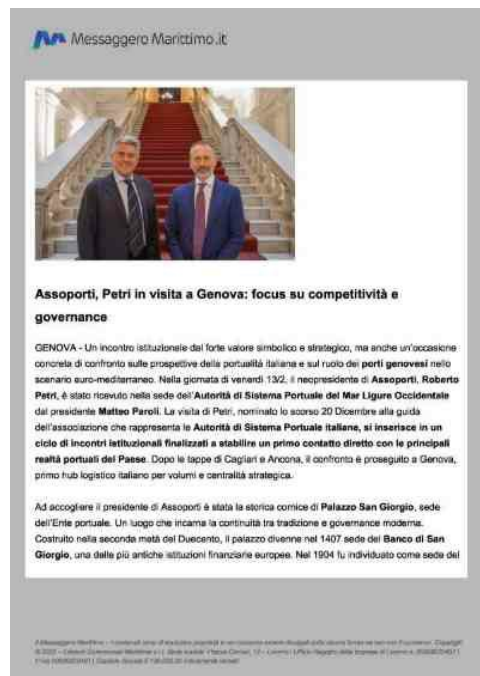 Messaggero Marittimo.it
Assoporti, Petri in visita a Genova: focus su competitività e
governance
GENOVA - Un incontro istituzionale dal forte valore simbolico e strategico, ma anche un'occasione
concreta di confronto sulle prospettive della portualità italiana e sul ruolo dei porti genovesi nello
scenario euro-mediterraneo. Nella giornata di venerdì 13/2, il neopresidente di Assoporti, Roberto
Petri, è stato ricevuto nella sede dell'Autorità di Sistema Portuale del Mar Ligure Occidentale
dal presidente Matteo Paroli. La visita di Petri, nominato lo scorso 20 Dicembre alla guida
dell'associazione che rappresenta le Autorità di Sistema Portuale italiane, si inserisce in un
ciclo di incontri istituzionali finalizzati a stabilire un primo contatto diretto con le principali
realtà portuali del Paese. Dopo le tappe di Cagliari e Ancona, il confronto è proseguito a Genova,
primo hub logistico italiano per volumi e centralità strategica.
Ad accogliere il presidente di Assoporti è stata la storica cornice di Palazzo San Giorgio, sede
dell'Ente portuale. Un luogo che incarna la continuità tra tradizione e governance moderna.
Costruito nella seconda metà del Duecento, il palazzo divenne nel 1407 sede del Banco di San
Giorgio, una delle più antiche istituzioni finanziarie europee. Nel 1904 fu individuato come sede del